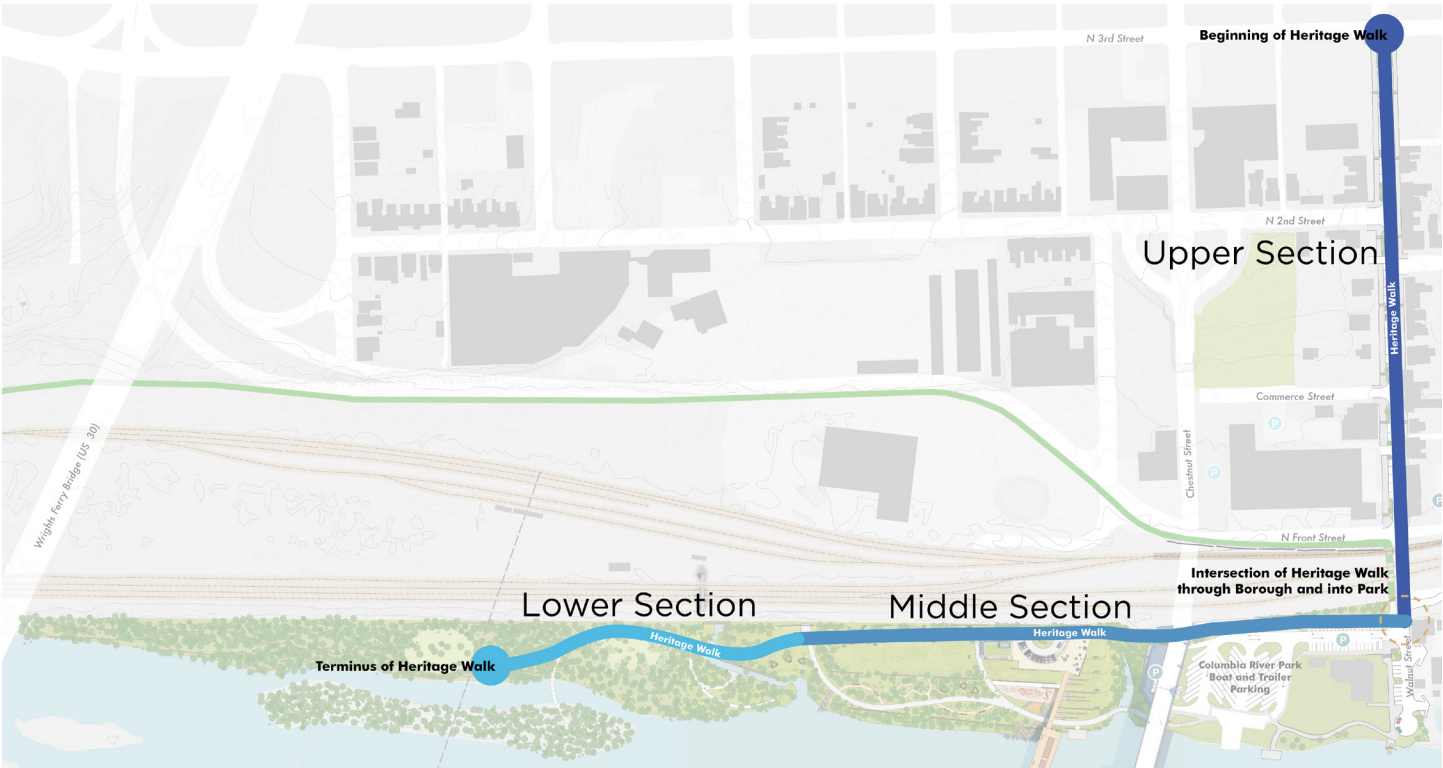 N 3rd Street
Beginning of Heritage Walk
N 2nd Street
Upper Section
Heritage Walk
Commerce Street
P
P
P
Wrights Ferry Bridge (US 30)
Chestnut Street
N Front Street
Intersection of Heritage Walk
through Borough and into Park
Lower Section
Middle Section
Heritage Walk
Heritage Walk
Terminus of Heritage Walk
P
P
Columbia River Park
Boat and Trailer
Parking
Walnut Street